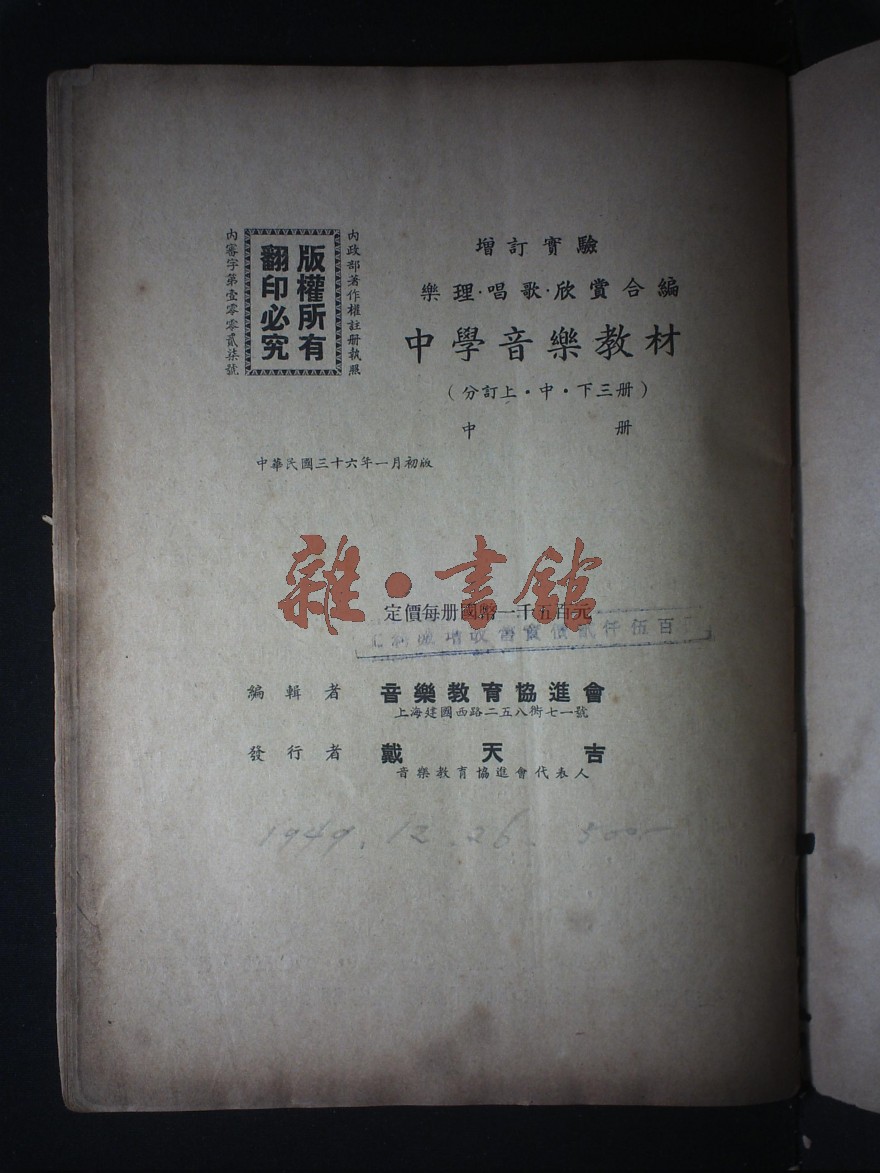 增訂實驗
樂理·唱歌·欣賞合編
中學音樂教材
(分訂上·中·下三册)
中 册
內政部著作權註册執照
版權所有
翻印必究
內審字第壹零零貳柒號
中華民國三十六年一月初版
雜·書館
定價每册國幣一千五百元
編輯者 音樂教育協進會
上海建國西路二五八衖七一號
發行者 戴天吉
音樂教育協進會代表人
1949.12.26. 500-